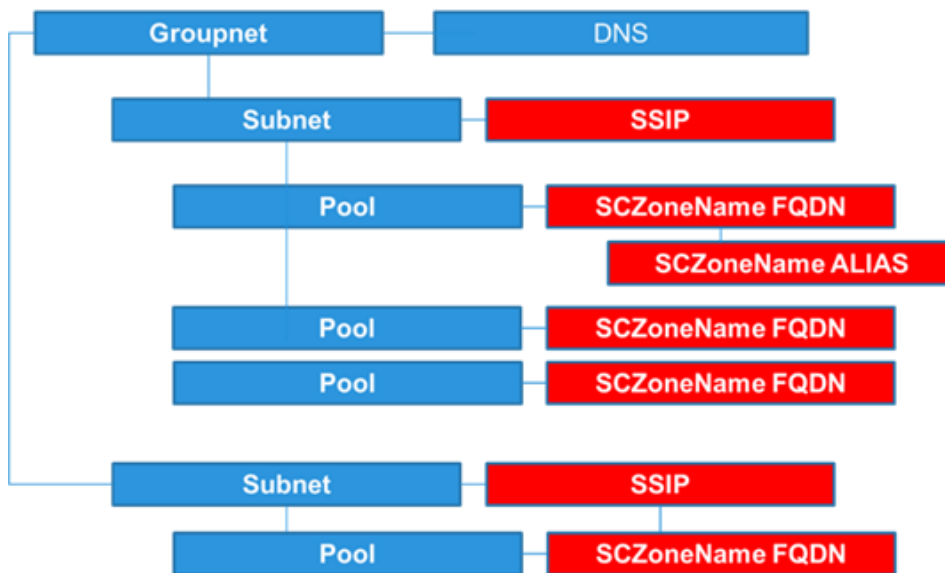 Groupnet
DNS
Subnet
SSIP
Pool
SCZoneName FQDN
SCZoneName ALIAS
Pool
SCZoneName FQDN
Pool
SCZoneName FQDN
Subnet
SSIP
Pool
SCZoneName FQDN